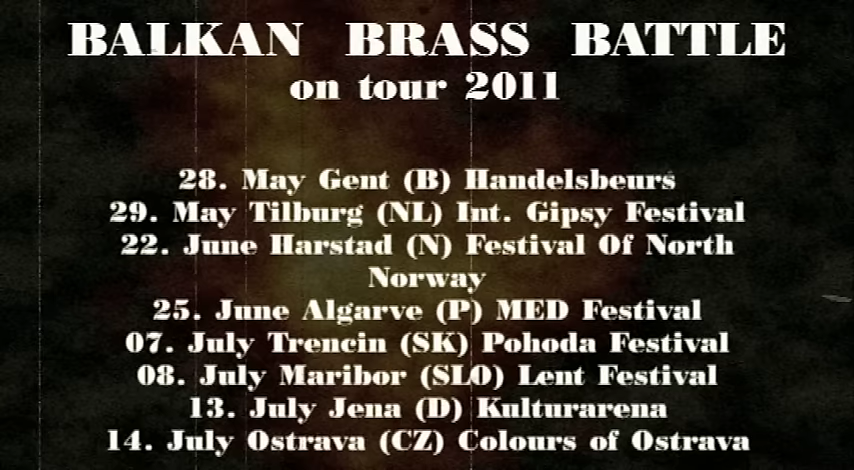 BALKAN BRASS BATTLE
on tour 2011
28. May Gent (B) Handelsbeurs
29. May Tilburg (NL) Int. Gipsy Festival
22. June Harstad (N) Festival Of North
Norway
25. June Algarve (P) MED Festival
07. July Trencin (SK) Pohoda Festival
08. July Maribor (SLO) Lent Festival
13. July Jena (D) Kulturarena
14. July Ostrava (CZ) Colours of Ostrava